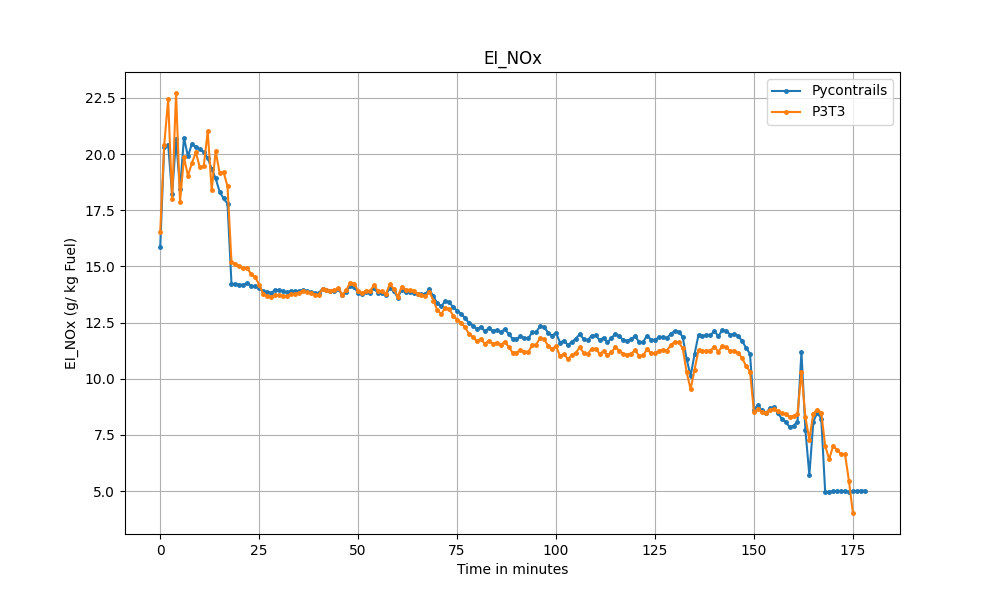 EI_NOx
Pycontrails
P3T3
EI_NOx (g/ kg Fuel)
22.5
20.0
17.5
15.0
12.5
10.0
7.5
5.0
0 25 50 75 100 125 150 175
Time in minutes